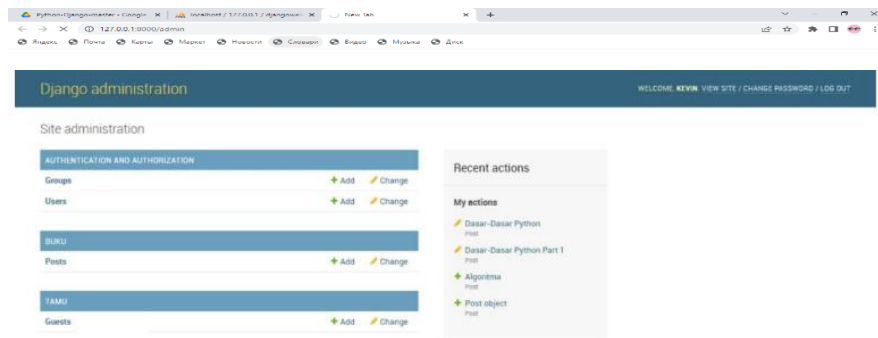 Python-Django-master - Google
localhost / 127.0.0.1 /
New Tab
127.0.0.1:8000/admin
Яндекс Почта Карты Маркет Новости Словари Видео Музыка Диск
Django administration
WELCOME, KEVIN. VIEW SITE / CHANGE PASSWORD / LOG OUT
Site administration
AUTHENTICATION AND AUTHORIZATION
Groups Add Change
Users Add Change
BUKU
Posts Add Change
TAMU
Guests Add Change
Recent actions
My actions
Dasar-Dasar Python
Post
Dasar-Dasar Python Part 1
Post
Algoritma
Post
Post object
Post